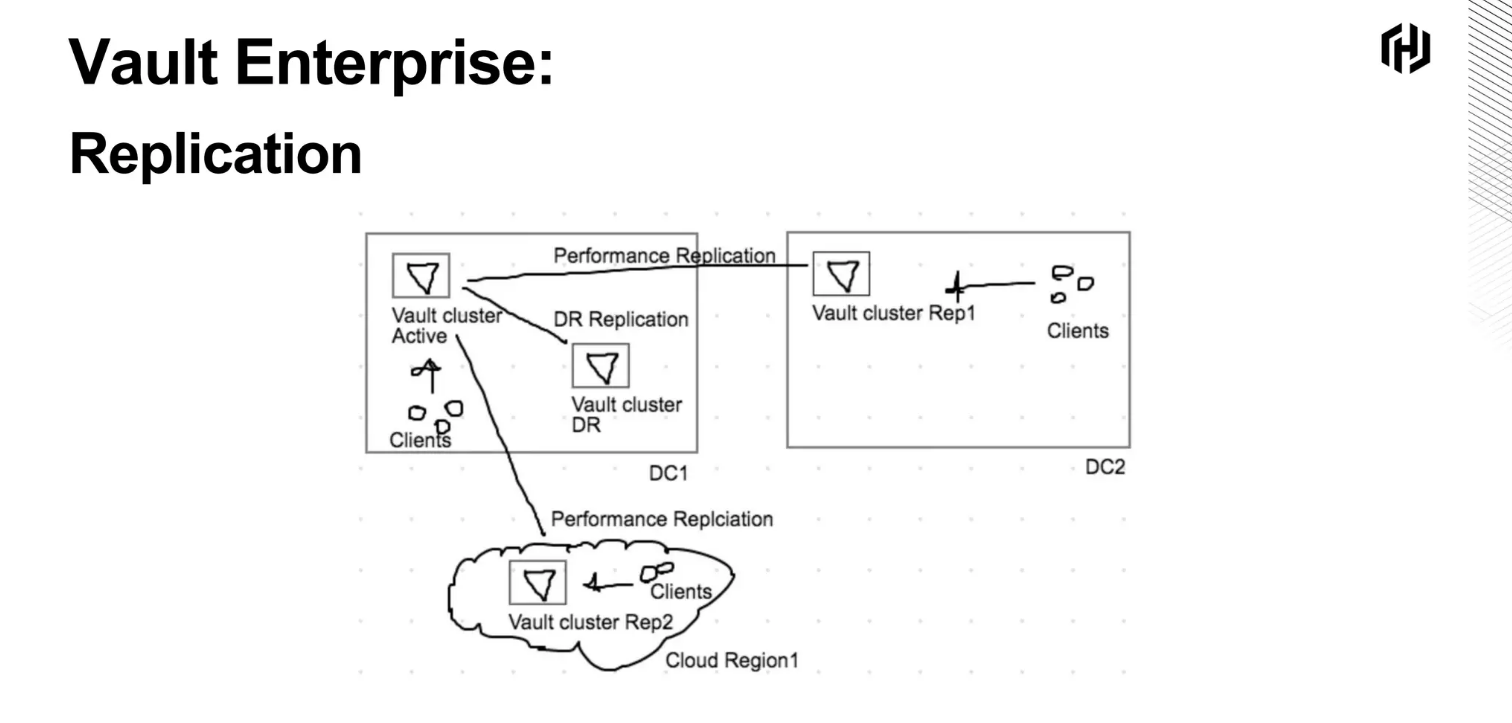 Vault Enterprise:
Replication
Performance Replication
Vault cluster
Active
DR Replication
Vault cluster
DR
Clients
DC1
Vault cluster Rep1
Clients
DC2
Performance Replciation
Clients
Vault cluster Rep2
Cloud Region1